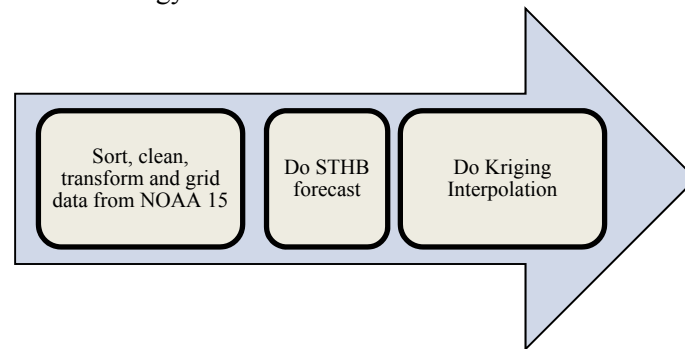 Sort, clean,
transform and grid
data from NOAA 15
Do STHB
forecast
Do Kriging
Interpolation